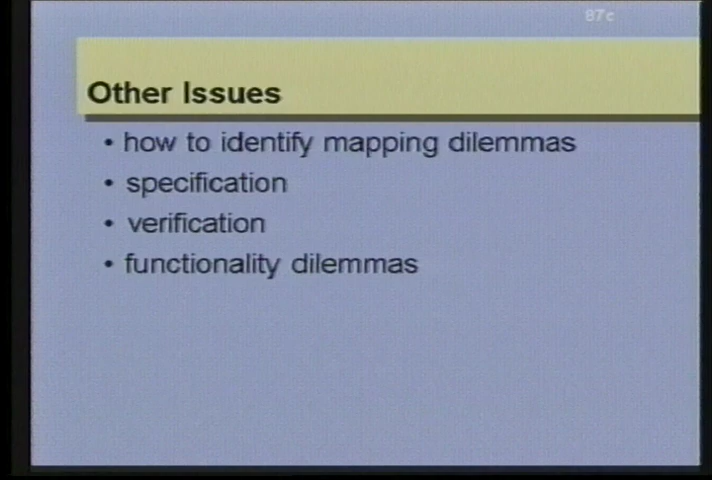 87c
Other Issues
• how to identify mapping dilemmas
• specification
• verification
• functionality dilemmas